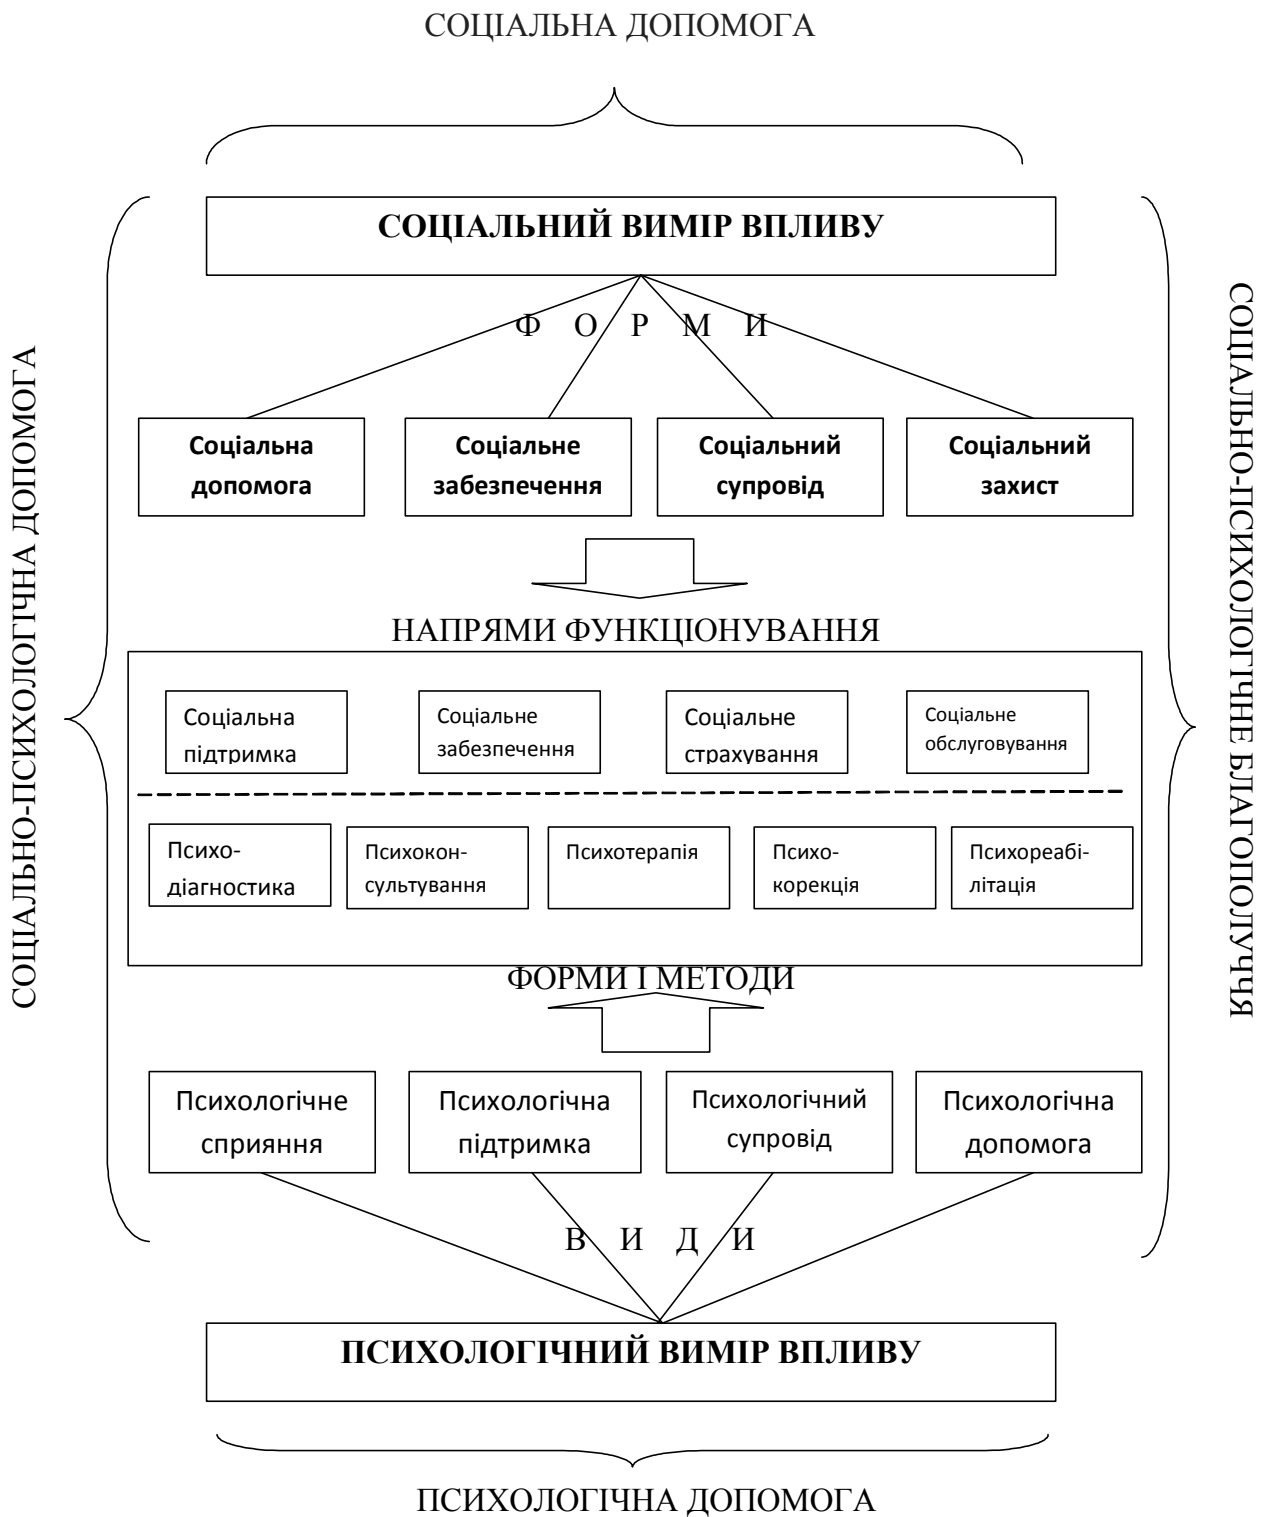 СОЦІАЛЬНА ДОПОМОГА
СОЦІАЛЬНО-ПСИХОЛОГІЧНА ДОПОМОГА
СОЦІАЛЬНИЙ ВИМІР ВПЛИВУ
Ф О Р М И
Соціальна
допомога
Соціальне
забезпечення
Соціальний
супровід
Соціальний
захист
НАПРЯМИ ФУНКЦІОНУВАННЯ
Соціальна
підтримка
Соціальне
забезпечення
Соціальне
страхування
Соціальне
обслуговування
Психо-
діагностика
Психокон-
сультування
Психотерапія
Психо-
корекція
Психореабі-
літація
ФОРМИ І МЕТОДИ
Психологічне
сприяння
Психологічна
підтримка
Психологічний
супровід
Психологічна
допомога
В И Д И
ПСИХОЛОГІЧНИЙ ВИМІР ВПЛИВУ
ПСИХОЛОГІЧНА ДОПОМОГА
СОЦІАЛЬНО-ПСИХОЛОГІЧНЕ БЛАГОПОЛУЧЧЯ